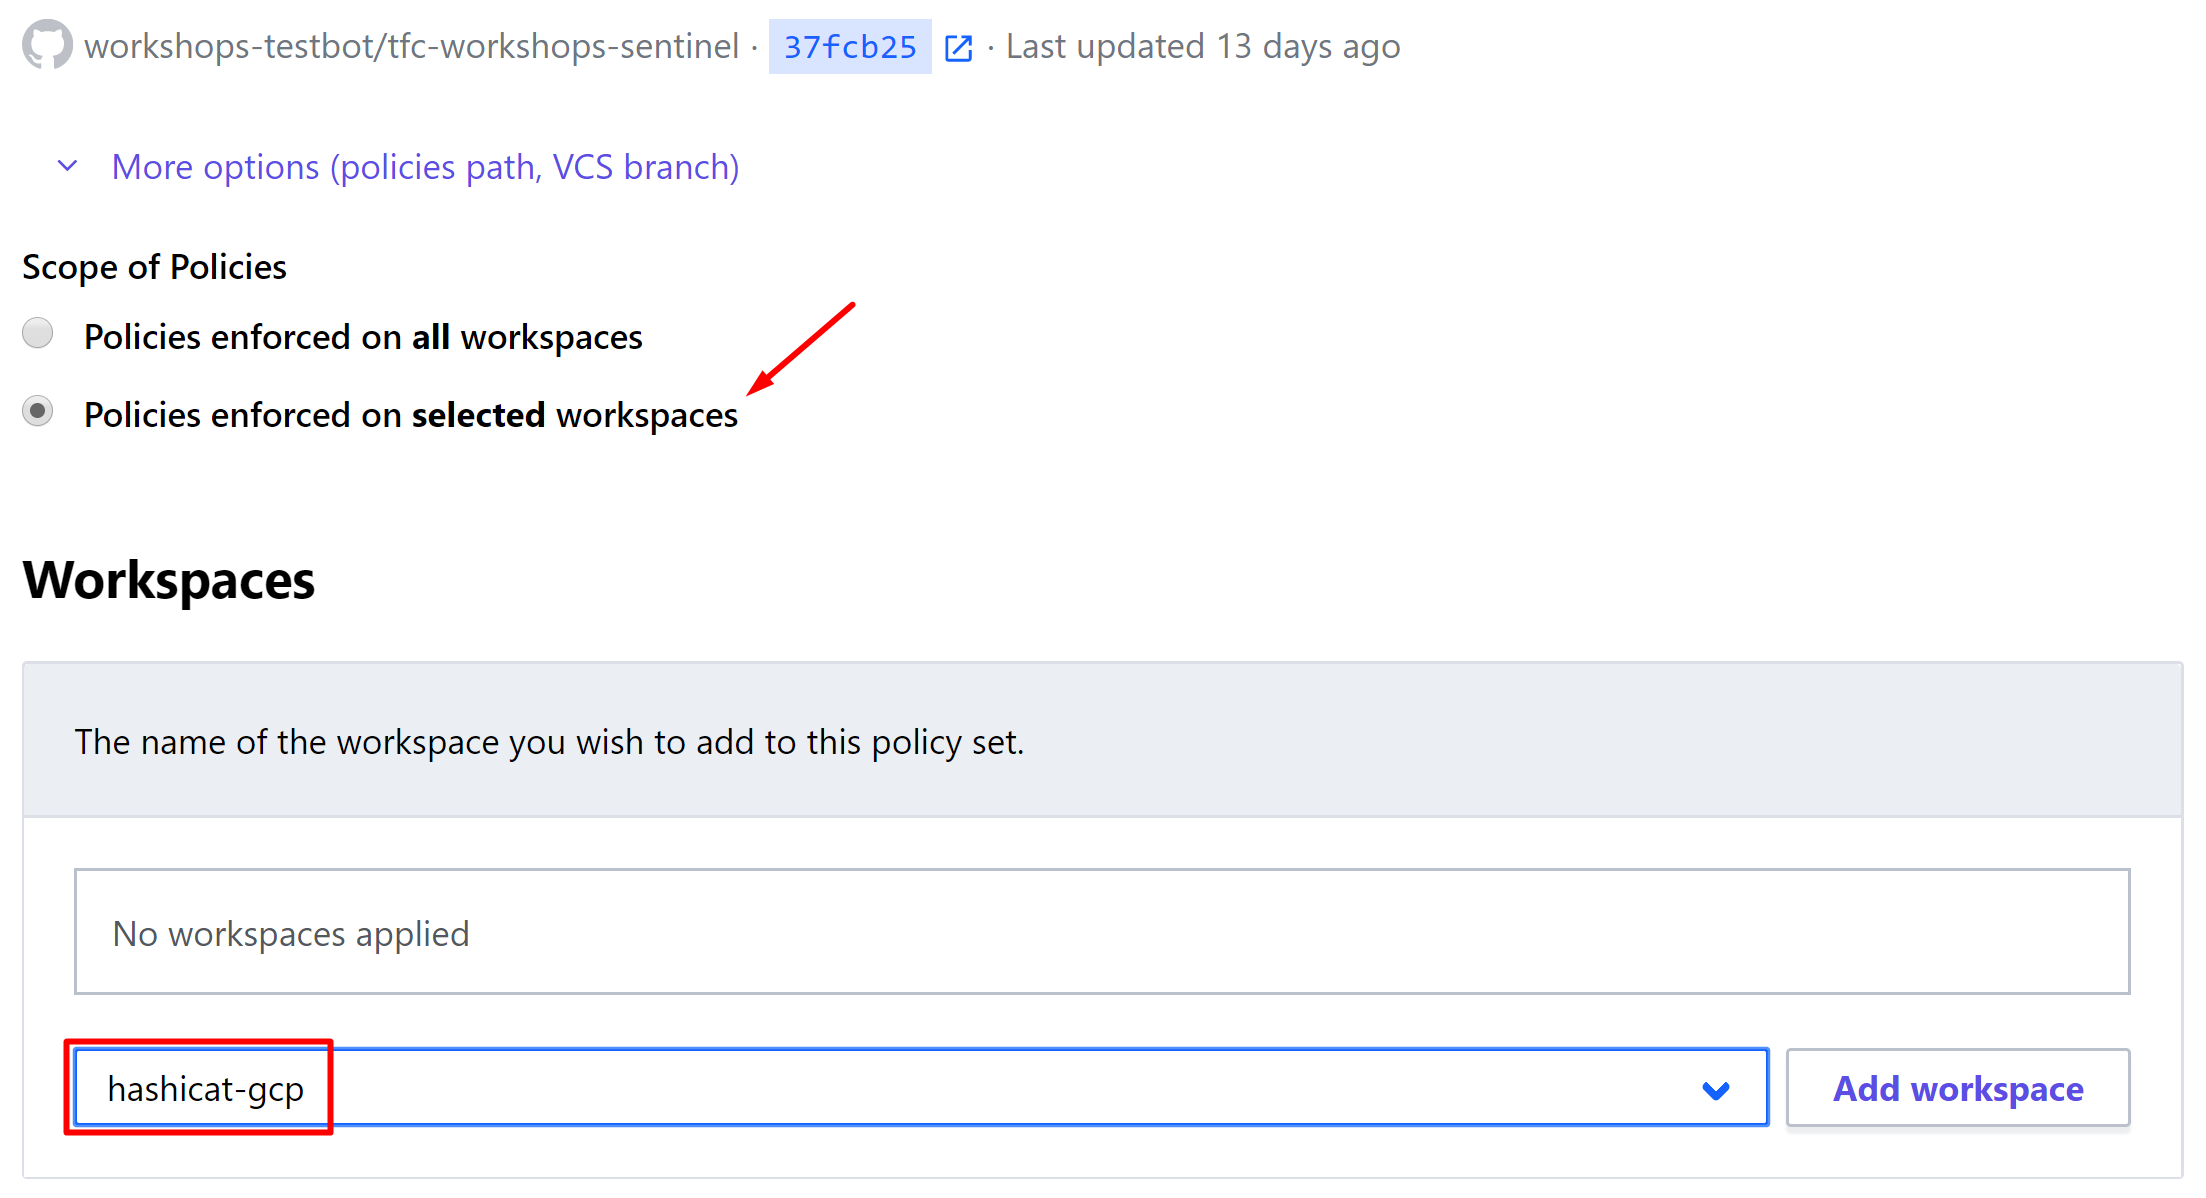 workshops-testbot/tfc-workshops-sentinel · 37fcb25 · Last updated 13 days ago
More options (policies path, VCS branch)
Scope of Policies
Policies enforced on all workspaces
Policies enforced on selected workspaces
Workspaces
The name of the workspace you wish to add to this policy set.
No workspaces applied
hashicat-gcp Add workspace